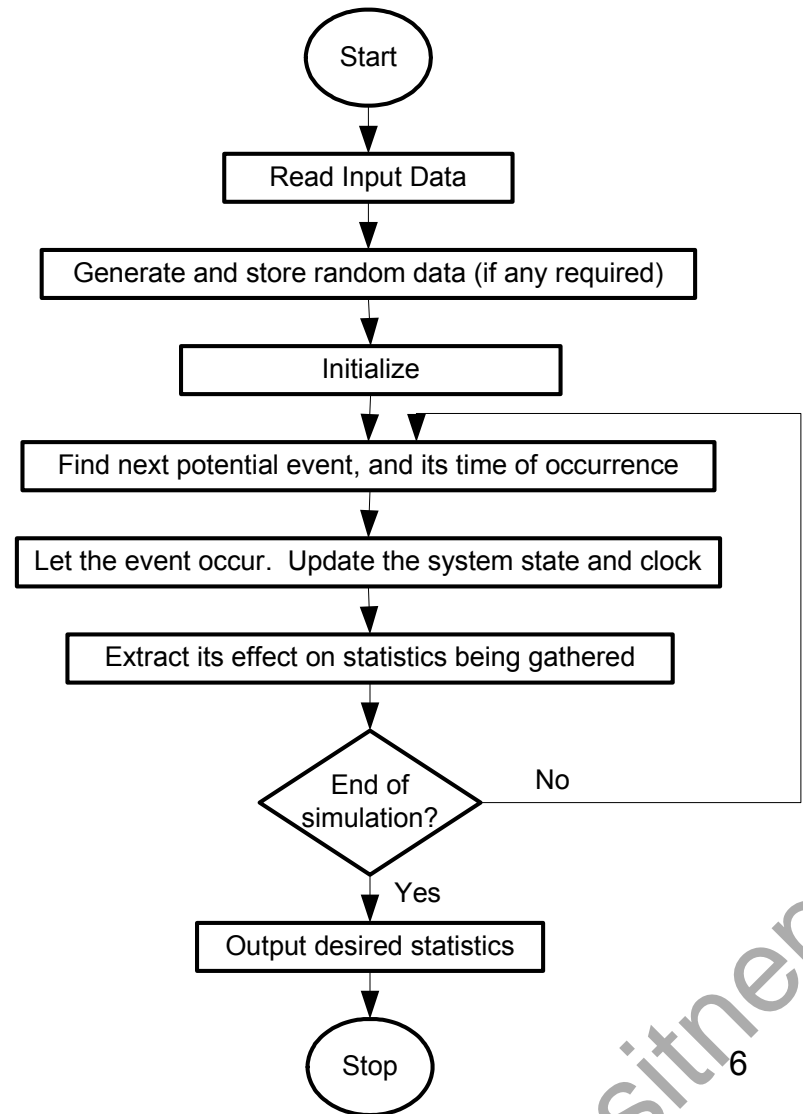 Start
Read Input Data
Generate and store random data (if any required)
Initialize
Find next potential event, and its time of occurrence
Let the event occur.  Update the system state and clock
Extract its effect on statistics being gathered
End of
simulation?
No
Yes
Output desired statistics
Stop
6